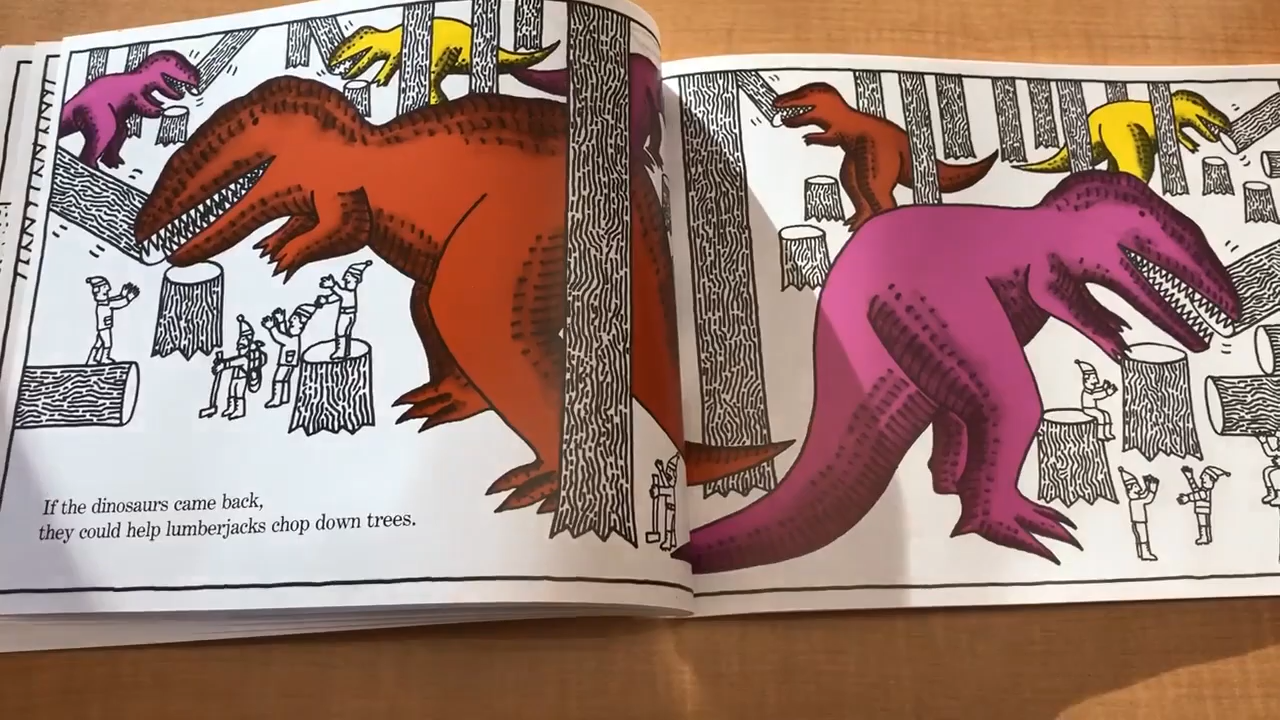 If the dinosaurs came back,
they could help lumberjacks chop down trees.